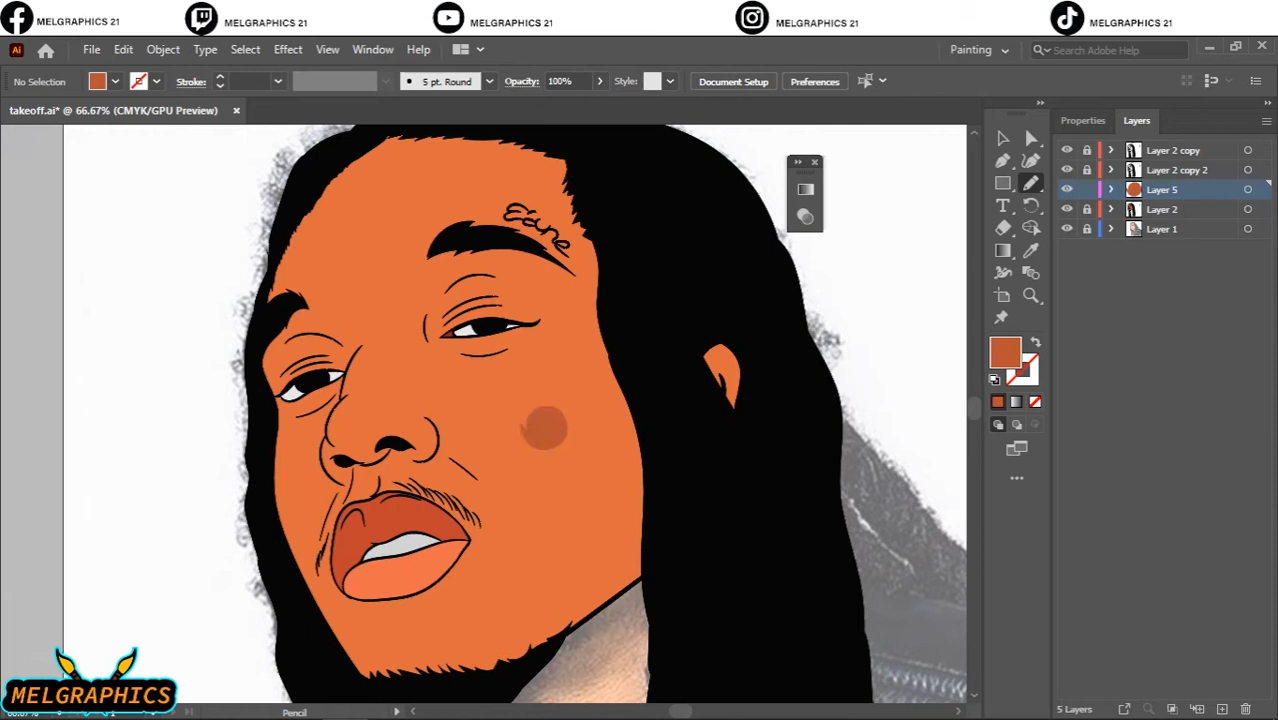 MELGRAPHICS 21 MELGRAPHICS 21 MELGRAPHICS 21 MELGRAPHICS 21 MELGRAPHICS 21
Ai File Edit Object Type Select Effect View Window Help Painting Search Adobe Help
No Selection Stroke: 5 pt. Round Opacity: 100% Style: Document Setup Preferences
takeoff.ai* @ 66.67% (CMYK/GPU Preview)
Properties Layers
Layer 2 copy
Layer 2 copy 2
Layer 5
Layer 2
Layer 1
MELGRAPHICS
Pencil
5 Layers